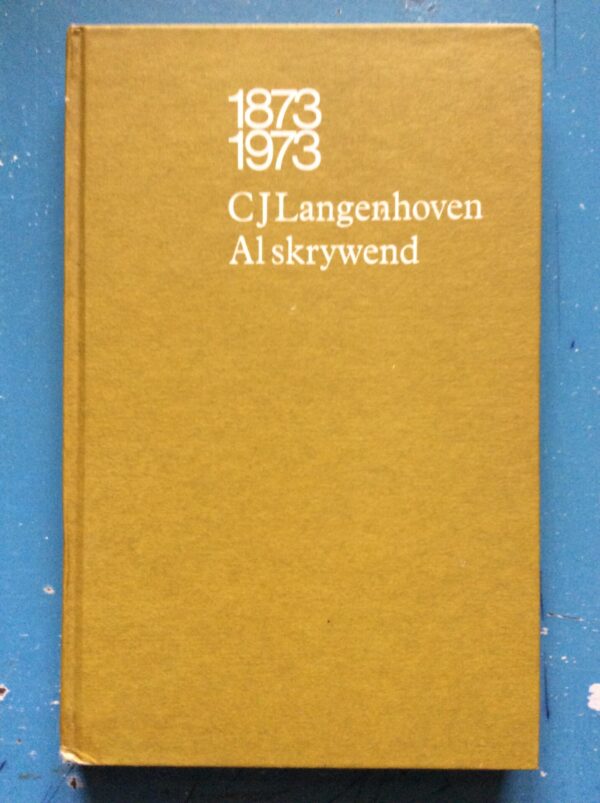 1873
1973
C J Langenhoven
Al skrywend